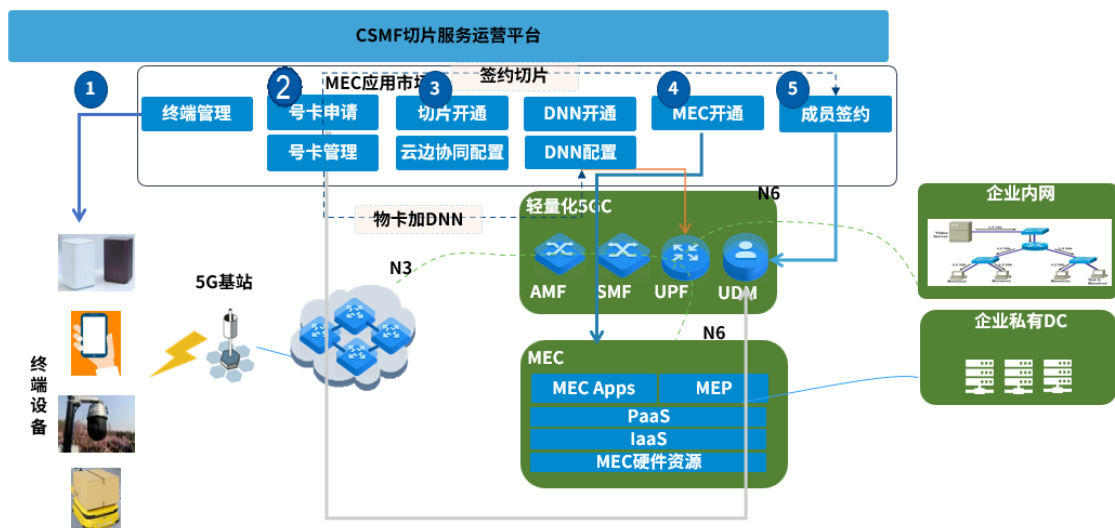 CSMF切片服务运营平台
MEC应用市场
签约切片
1
2
3
4
5
终端管理
号卡申请
切片开通
DNN开通
MEC开通
成员签约
号卡管理
云边协同配置
DNN配置
物卡加DNN
轻量化5GC
N6
企业内网
N3
5G基站
AMF
SMF
UPF
UDM
企业私有DC
N6
MEC
MEC Apps
MEP
PaaS
IaaS
MEC硬件资源
终端设备